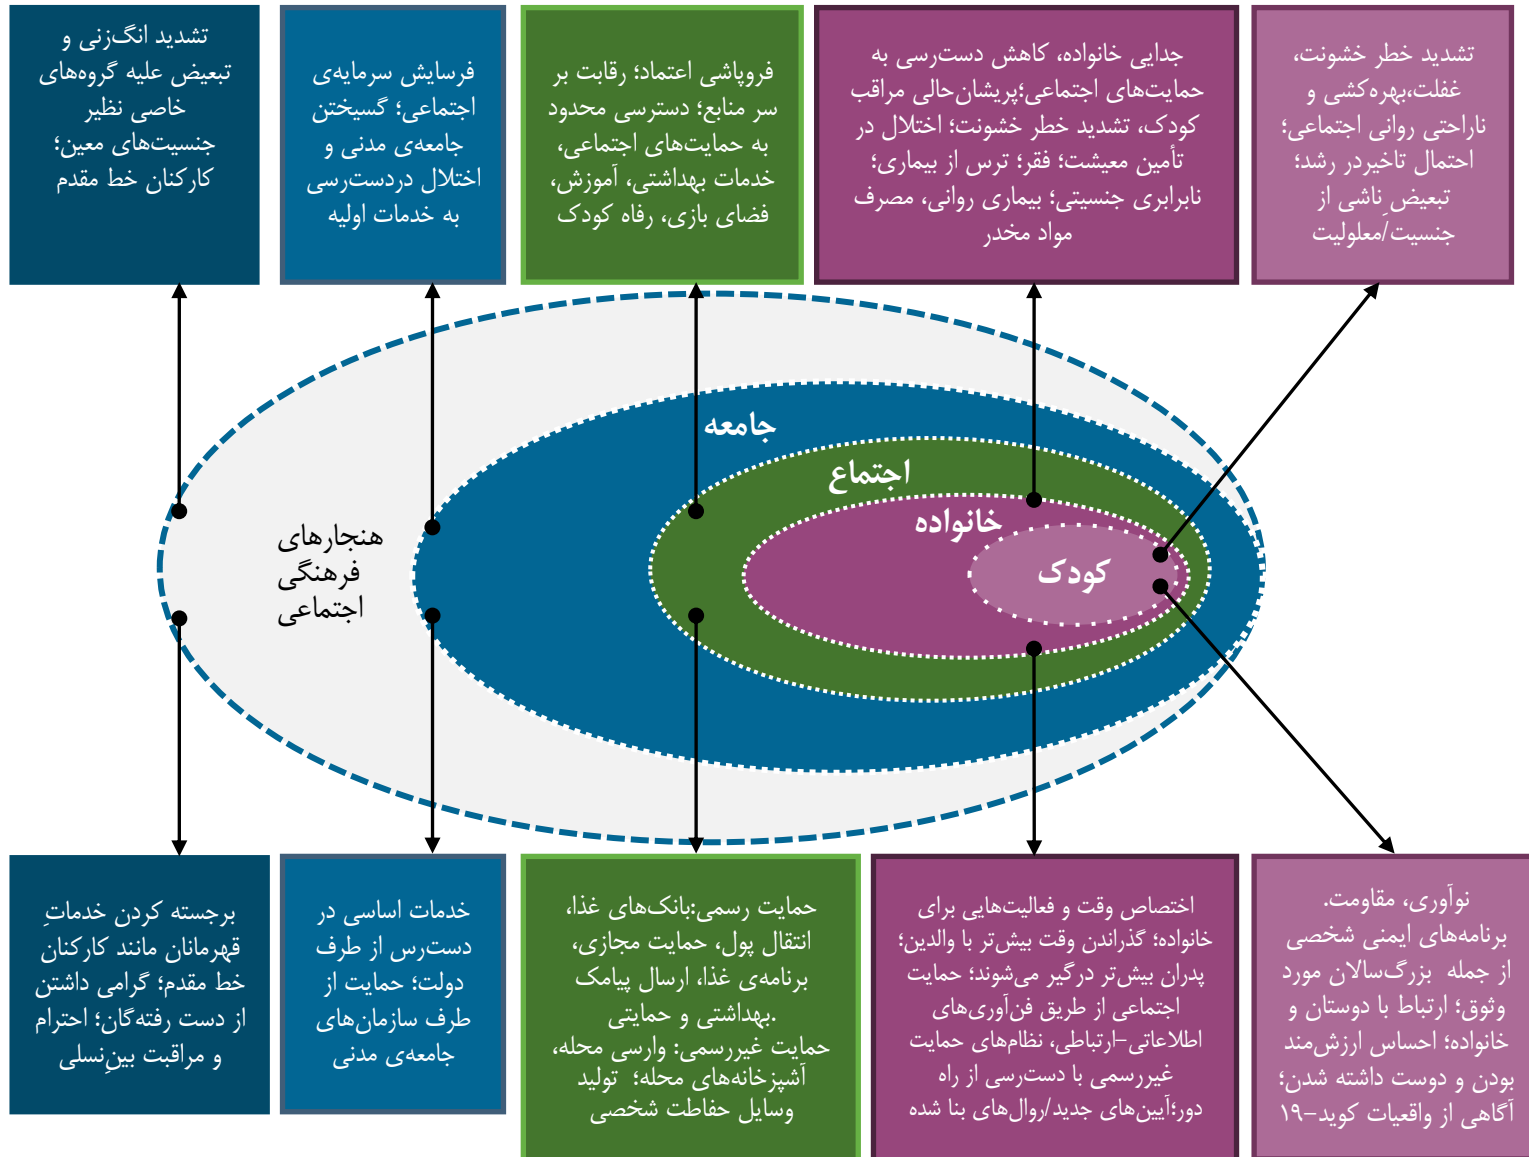 تشدید خطر خشونت،
غفلت،بهره‌کشی و
ناراحتی روانی اجتماعی؛
احتمال تاخیردر رشد؛
تبعیضِ ناشی از
جنسیت/معلولیت
جدایی خانواده، کاهش دست‌رسی به
حمایت‌های اجتماعی؛پریشان‌حالی مراقب
کودک، تشدید خطر خشونت؛ اختلال در
تأمین معیشت؛ فقر؛ ترس از بیماری؛
نابرابری جنسیتی؛ بیماری روانی، مصرف
مواد مخدر
فروپاشی اعتماد؛ رقابت بر
سر منابع؛ دسترسی محدود
به حمایت‌های اجتماعی،
خدمات بهداشتی، آموزش،
فضای بازی، رفاه کودک
فرسایش سرمایه‌ی
اجتماعی؛ گسیختن
جامعه‌ی مدنی و
اختلال دردست‌رسی
به خدمات اولیه
تشدید انگ‌زنی و
تبعیض علیه گروه‌های
خاصی نظیر
جنسیت‌های معین؛
کارکنان خط مقدم
جامعه
اجتماع
خانواده
کودک
هنجارهای
فرهنگی
اجتماعی
نوآوری، مقاومت.
برنامه‌های ایمنی شخصی
از جمله بزرگ‌سالان مورد
وثوق؛ ارتباط با دوستان و
خانواده؛ احساس ارزش‌مند
بودن و دوست داشته شدن؛
آگاهی از واقعیات کوید-۱۹
اختصاص وقت و فعالیت‌هایی برای
خانواده؛ گذراندن وقت بیش‌تر با والدین؛
پدران بیش‌تر درگیر می‌شوند؛ حمایت
اجتماعی از طریق فن‌آوری‌های
اطلاعاتی-ارتباطی، نظام‌های حمایت
غیررسمی با دست‌رسی از راه
دور؛آیین‌های جدید/روال‌های بنا شده
حمایت رسمی:بانک‌های غذا،
انتقال پول، حمایت مجازی،
برنامه‌ی غذا، ارسال پیامک
بهداشتی و حمایتی.
حمایت غیررسمی: وارسی محله،
آشپزخانه‌های محله؛ تولید
وسایل حفاطت شخصی
خدمات اساسی در
دست‌رس از طرف
دولت؛ حمایت از
طرف سازمان‌های
جامعه‌ی مدنی
برجسته کردن خدماتِ
قهرمانان مانند کارکنان
خط مقدم؛ گرامی داشتن
از دست رفته‌گان؛ احترام
و مراقبت بینِ‌نسلی